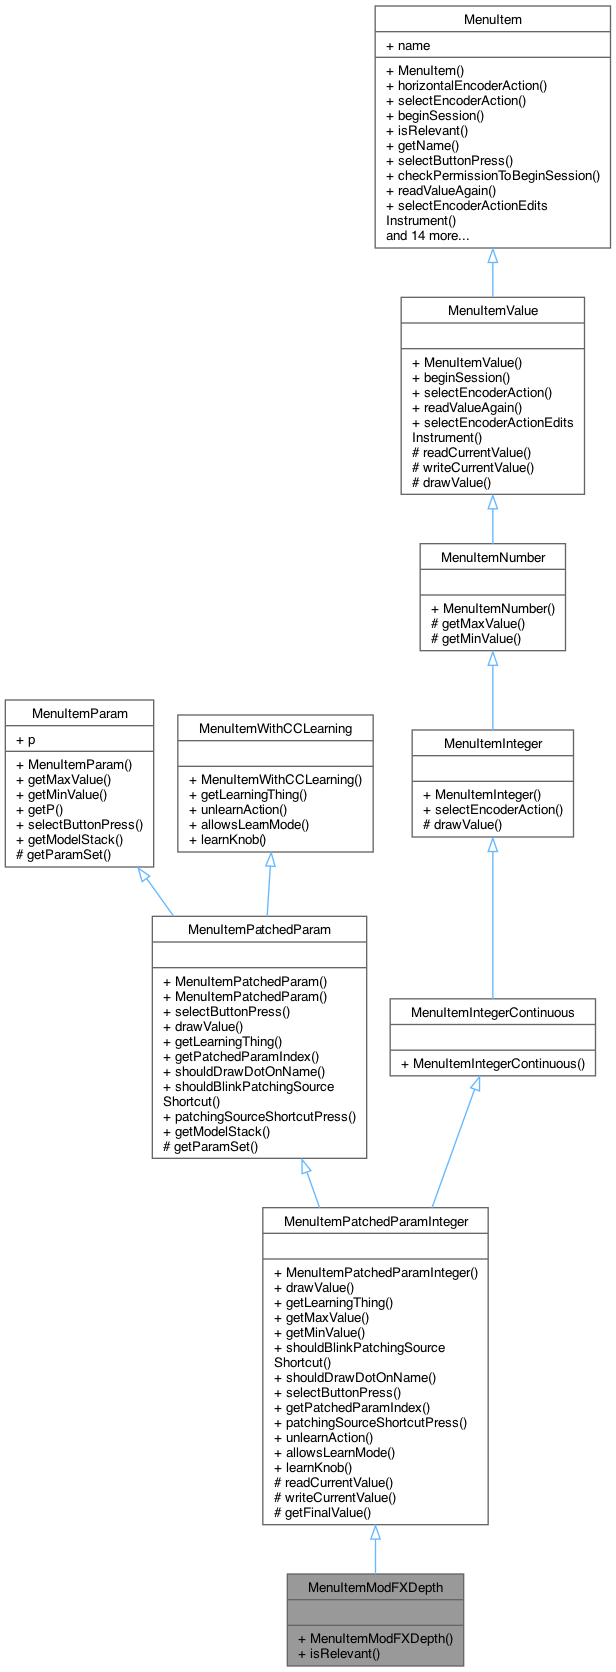 MenuItem
+ name
+ MenuItem()
+ horizontalEncoderAction()
+ selectEncoderAction()
+ beginSession()
+ isRelevant()
+ getName()
+ selectButtonPress()
+ checkPermissionToBeginSession()
+ readValueAgain()
+ selectEncoderActionEdits
Instrument()
and 14 more...
MenuItemValue
+ MenuItemValue()
+ beginSession()
+ selectEncoderAction()
+ readValueAgain()
+ selectEncoderActionEdits
Instrument()
# readCurrentValue()
# writeCurrentValue()
# drawValue()
MenuItemNumber
+ MenuItemNumber()
# getMaxValue()
# getMinValue()
MenuItemParam
+ p
+ MenuItemParam()
+ getMaxValue()
+ getMinValue()
+ getP()
+ selectButtonPress()
+ getModelStack()
# getParamSet()
MenuItemWithCCLearning
+ MenuItemWithCCLearning()
+ getLearningThing()
+ unlearnAction()
+ allowsLearnMode()
+ learnKnob()
MenuItemInteger
+ MenuItemInteger()
+ selectEncoderAction()
# drawValue()
MenuItemPatchedParam
+ MenuItemPatchedParam()
+ MenuItemPatchedParam()
+ selectButtonPress()
+ drawValue()
+ getLearningThing()
+ getPatchedParamIndex()
+ shouldDrawDotOnName()
+ shouldBlinkPatchingSource
Shortcut()
+ patchingSourceShortcutPress()
+ getModelStack()
# getParamSet()
MenuItemIntegerContinuous
+ MenuItemIntegerContinuous()
MenuItemPatchedParamInteger
+ MenuItemPatchedParamInteger()
+ drawValue()
+ getLearningThing()
+ getMaxValue()
+ getMinValue()
+ shouldBlinkPatchingSource
Shortcut()
+ shouldDrawDotOnName()
+ selectButtonPress()
+ getPatchedParamIndex()
+ patchingSourceShortcutPress()
+ unlearnAction()
+ allowsLearnMode()
+ learnKnob()
# readCurrentValue()
# writeCurrentValue()
# getFinalValue()
MenuItemModFXDepth
+ MenuItemModFXDepth()
+ isRelevant()